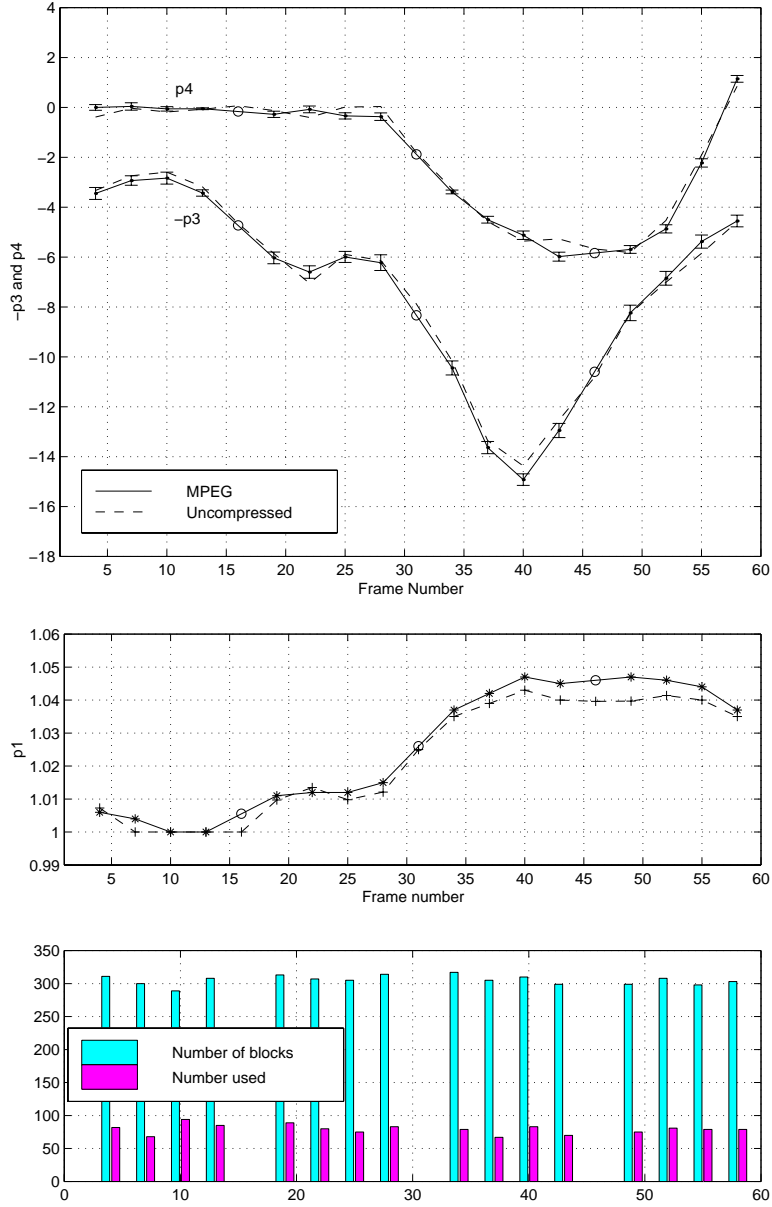 4
2
0
−2
−4
−6
−8
−10
−12
−14
−16
−18
−p3 and p4
p4
−p3
MPEG
Uncompressed
5 10 15 20 25 30 35 40 45 50 55 60
Frame Number
1.06
1.05
1.04
1.03
1.02
1.01
1
0.99
p1
5 10 15 20 25 30 35 40 45 50 55 60
Frame number
350
300
250
200
150
100
50
0
Number of blocks
Number used
0 10 20 30 40 50 60